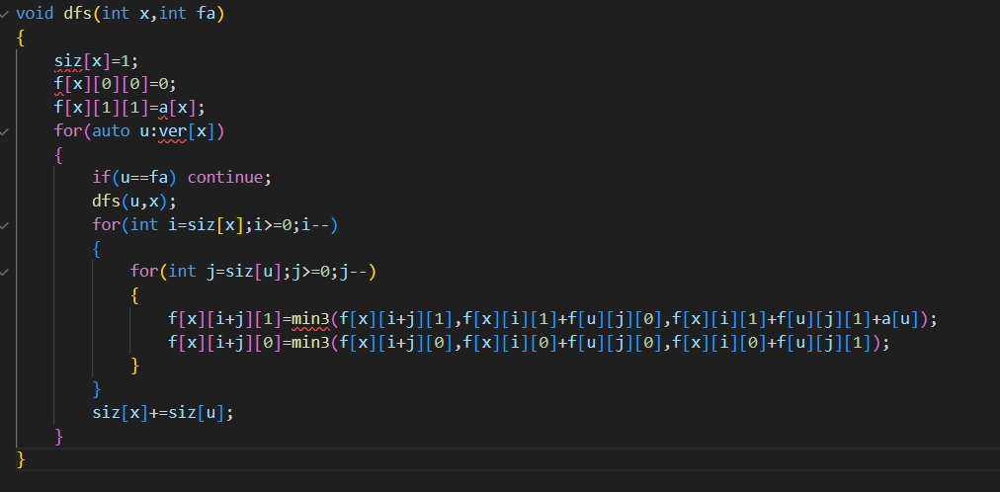 void dfs(int x,int fa)
{
    siz[x]=1;
    f[x][0][0]=0;
    f[x][1][1]=a[x];
    for(auto u:ver[x])
    {
        if(u==fa) continue;
        dfs(u,x);
        for(int i=siz[x];i>=0;i--)
        {
            for(int j=siz[u];j>=0;j--)
            {
                f[x][i+j][1]=min3(f[x][i+j][1],f[x][i][1]+f[u][j][0],f[x][i][1]+f[u][j][1]+a[u]);
                f[x][i+j][0]=min3(f[x][i+j][0],f[x][i][0]+f[u][j][0],f[x][i][0]+f[u][j][1]);
            }
        }
        siz[x]+=siz[u];
    }
}